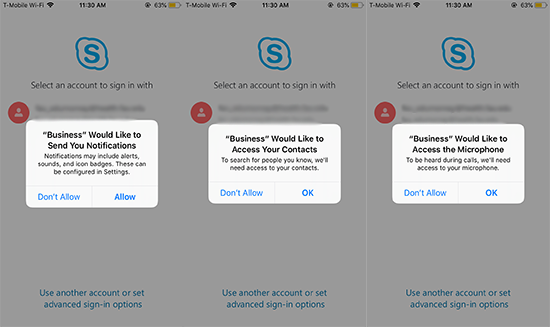 T-Mobile Wi-Fi 11:30 AM 63%
S
Select an account to sign in with
"Business" Would Like to
Send You Notifications
Notifications may include alerts,
sounds, and icon badges. These can
be configured in Settings.
Don't Allow Allow
Use another account or set
advanced sign-in options
T-Mobile Wi-Fi 11:30 AM 63%
S
Select an account to sign in with
"Business" Would Like to
Access Your Contacts
To search for people you know, we'll
need access to your contacts.
Don't Allow OK
Use another account or set
advanced sign-in options
T-Mobile Wi-Fi 11:30 AM 63%
S
Select an account to sign in with
"Business" Would Like to
Access the Microphone
To be heard during calls, we'll need
access to your microphone.
Don't Allow OK
Use another account or set
advanced sign-in options